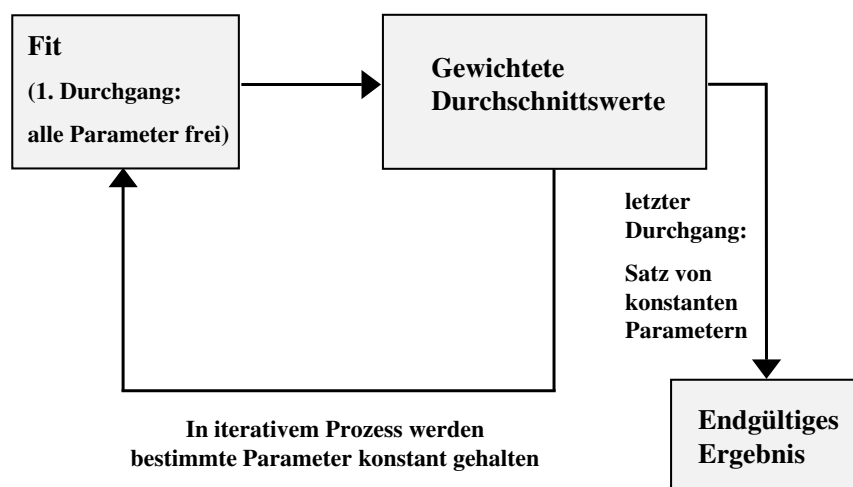 Fit
(1. Durchgang:
alle Parameter frei)
Gewichtete
Durchschnittswerte
letzter
Durchgang:
Satz von
konstanten
Parametern
In iterativem Prozess werden
bestimmte Parameter konstant gehalten
Endgültiges
Ergebnis